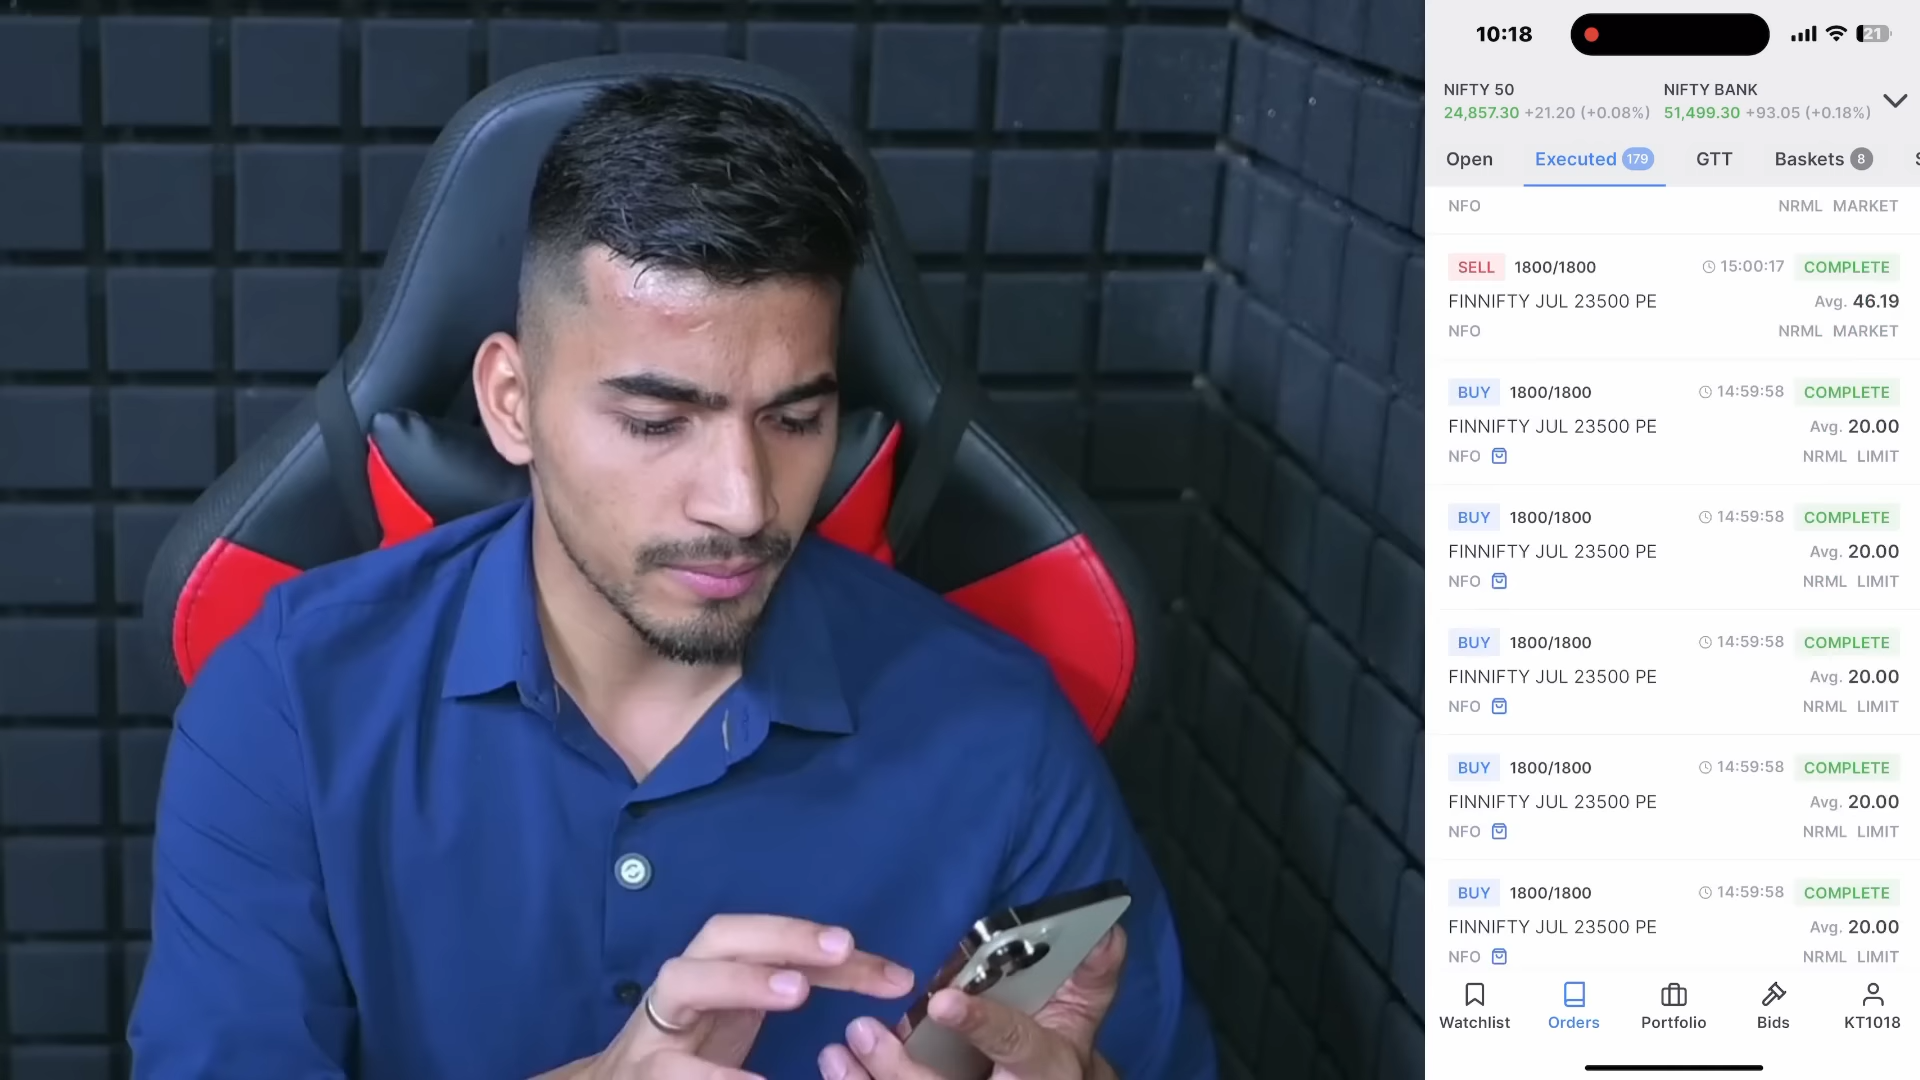 10:18
21
NIFTY 50
24,857.30 +21.20 (+0.08%)
NIFTY BANK
51,499.30 +93.05 (+0.18%)
Open Executed 179 GTT Baskets 8 S
NFO NRML MARKET
SELL 1800/1800 15:00:17 COMPLETE
FINNIFTY JUL 23500 PE Avg. 46.19
NFO NRML MARKET
BUY 1800/1800 14:59:58 COMPLETE
FINNIFTY JUL 23500 PE Avg. 20.00
NFO NRML LIMIT
BUY 1800/1800 14:59:58 COMPLETE
FINNIFTY JUL 23500 PE Avg. 20.00
NFO NRML LIMIT
BUY 1800/1800 14:59:58 COMPLETE
FINNIFTY JUL 23500 PE Avg. 20.00
NFO NRML LIMIT
BUY 1800/1800 14:59:58 COMPLETE
FINNIFTY JUL 23500 PE Avg. 20.00
NFO NRML LIMIT
BUY 1800/1800 14:59:58 COMPLETE
FINNIFTY JUL 23500 PE Avg. 20.00
NFO NRML LIMIT
Watchlist Orders Portfolio Bids KT1018